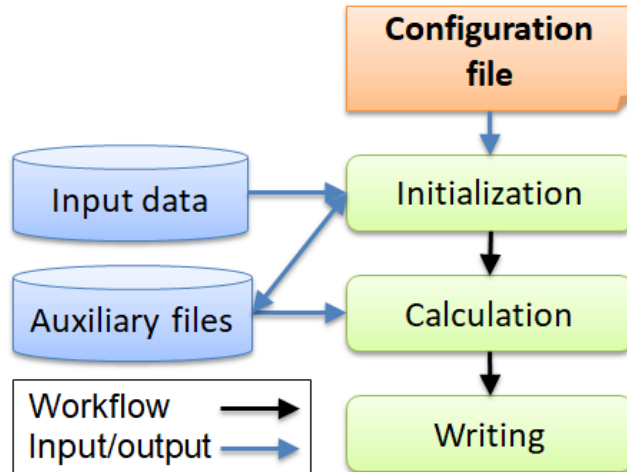 Configuration
file
Input data
Initialization
Auxiliary files
Calculation
Workflow
Input/output
Writing